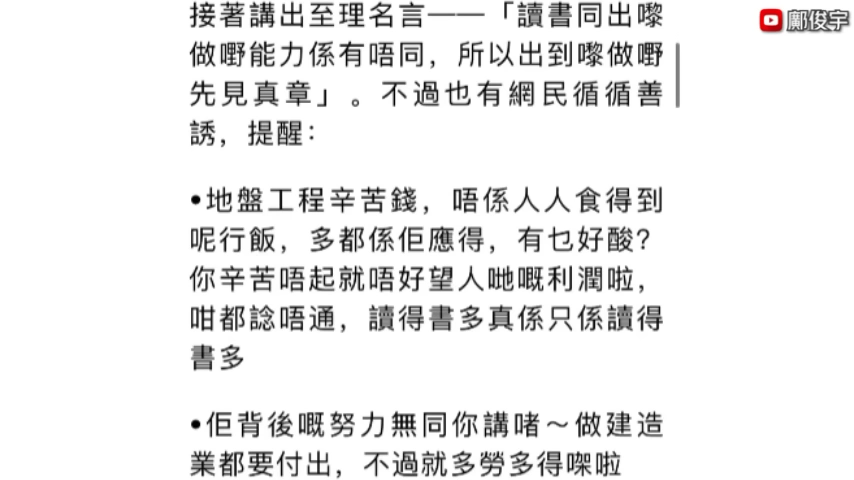 鄺俊宇
接著講出至理名言——「讀書同出嚟
做嘢能力係有唔同，所以出到嚟做嘢
先見真章」。不過也有網民循循善
誘，提醒：
•地盤工程辛苦錢，唔係人人食得到
呢行飯，多都係佢應得，有乜好酸？
你辛苦唔起就唔好望人哋嘅利潤啦，
咁都諗唔通，讀得書多真係只係讀得
書多
•佢背後嘅努力無同你講啫～做建造
業都要付出，不過就多勞多得㗎啦